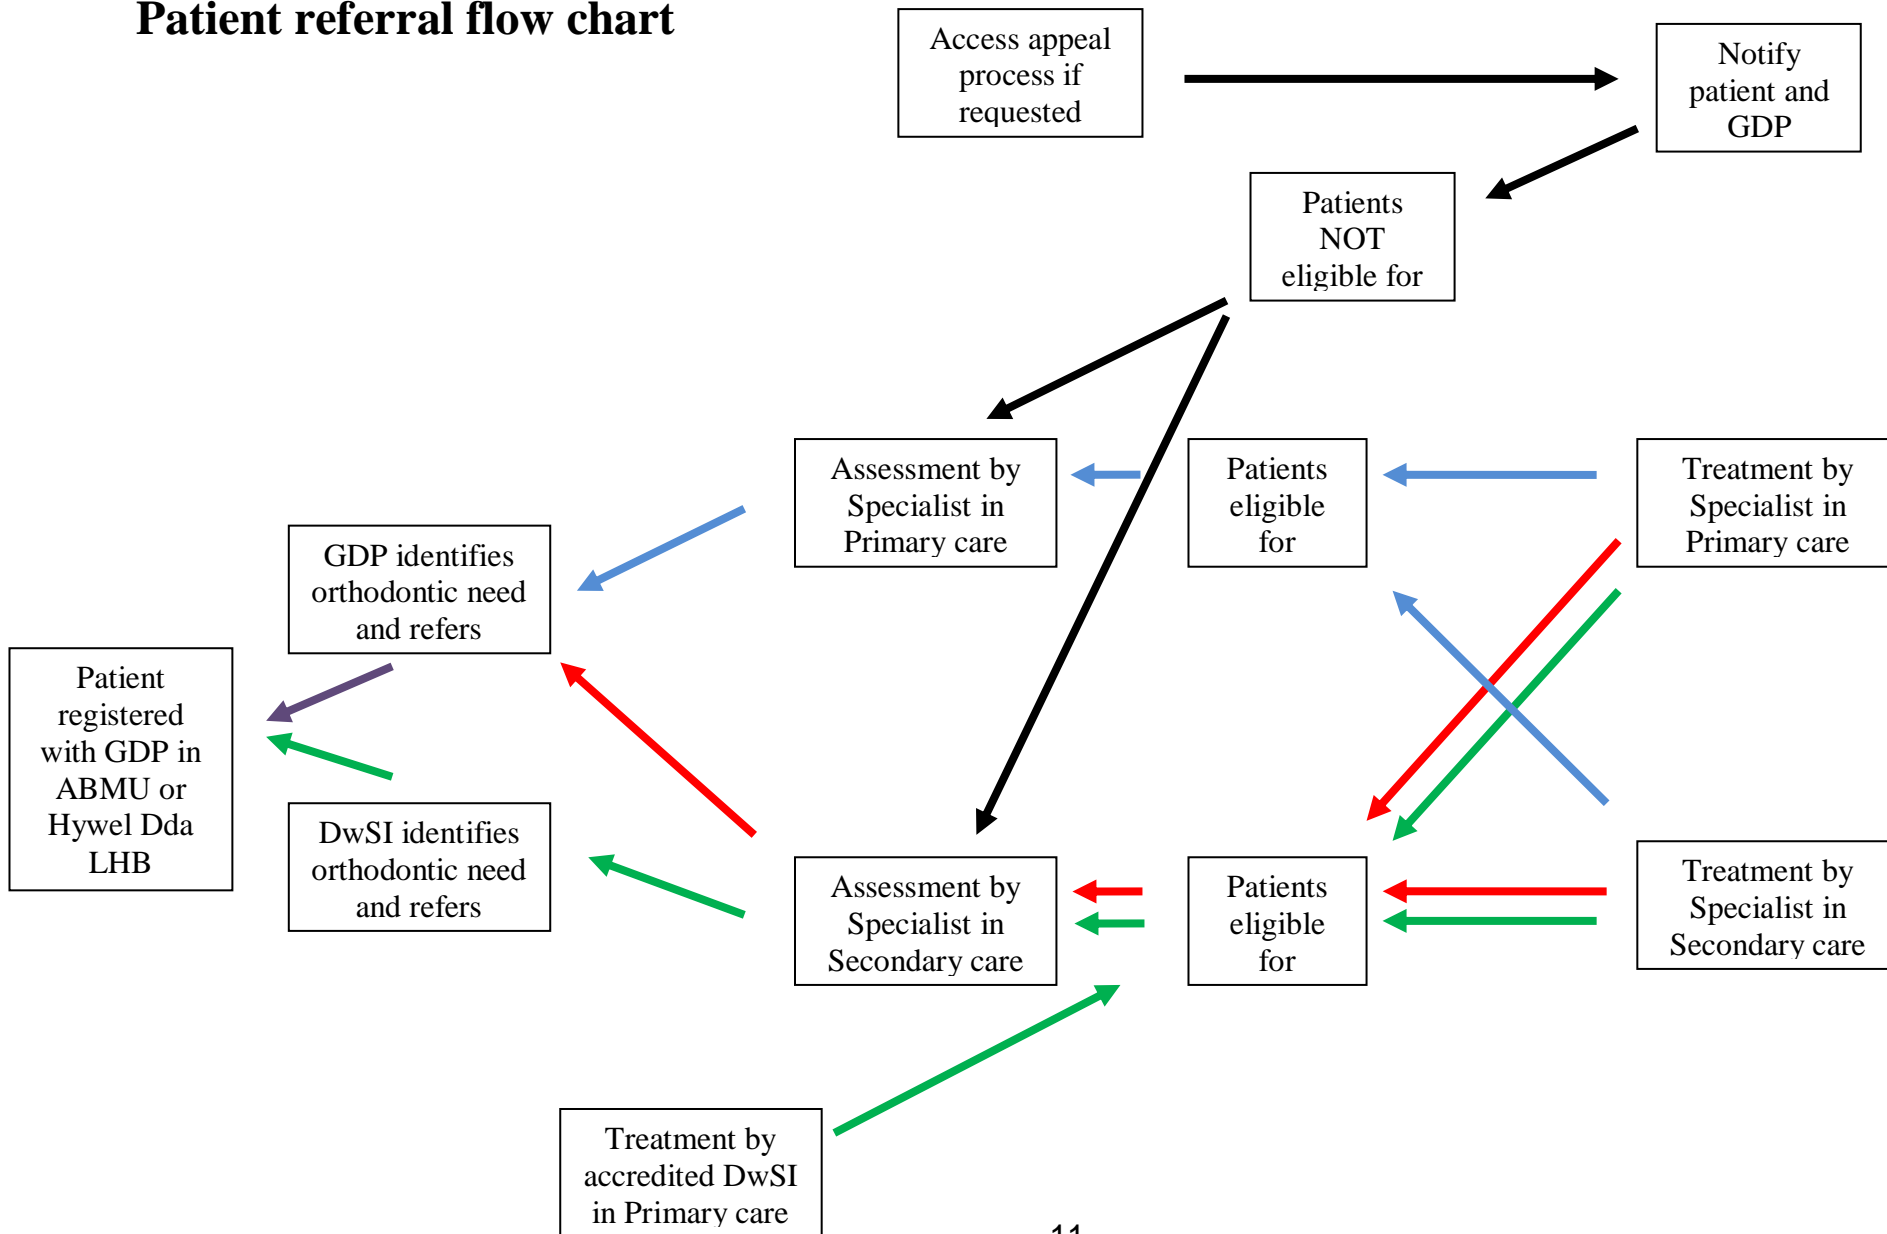 Patient referral flow chart
Access appeal
process if
requested
Notify
patient and
GDP
Patients
NOT
eligible for
Assessment by
Specialist in
Primary care
Patients
eligible
for
Treatment by
Specialist in
Primary care
GDP identifies
orthodontic need
and refers
Patient
registered
with GDP in
ABMU or
Hywel Dda
LHB
DwSI identifies
orthodontic need
and refers
Assessment by
Specialist in
Secondary care
Patients
eligible
for
Treatment by
Specialist in
Secondary care
Treatment by
accredited DwSI
in Primary care
11